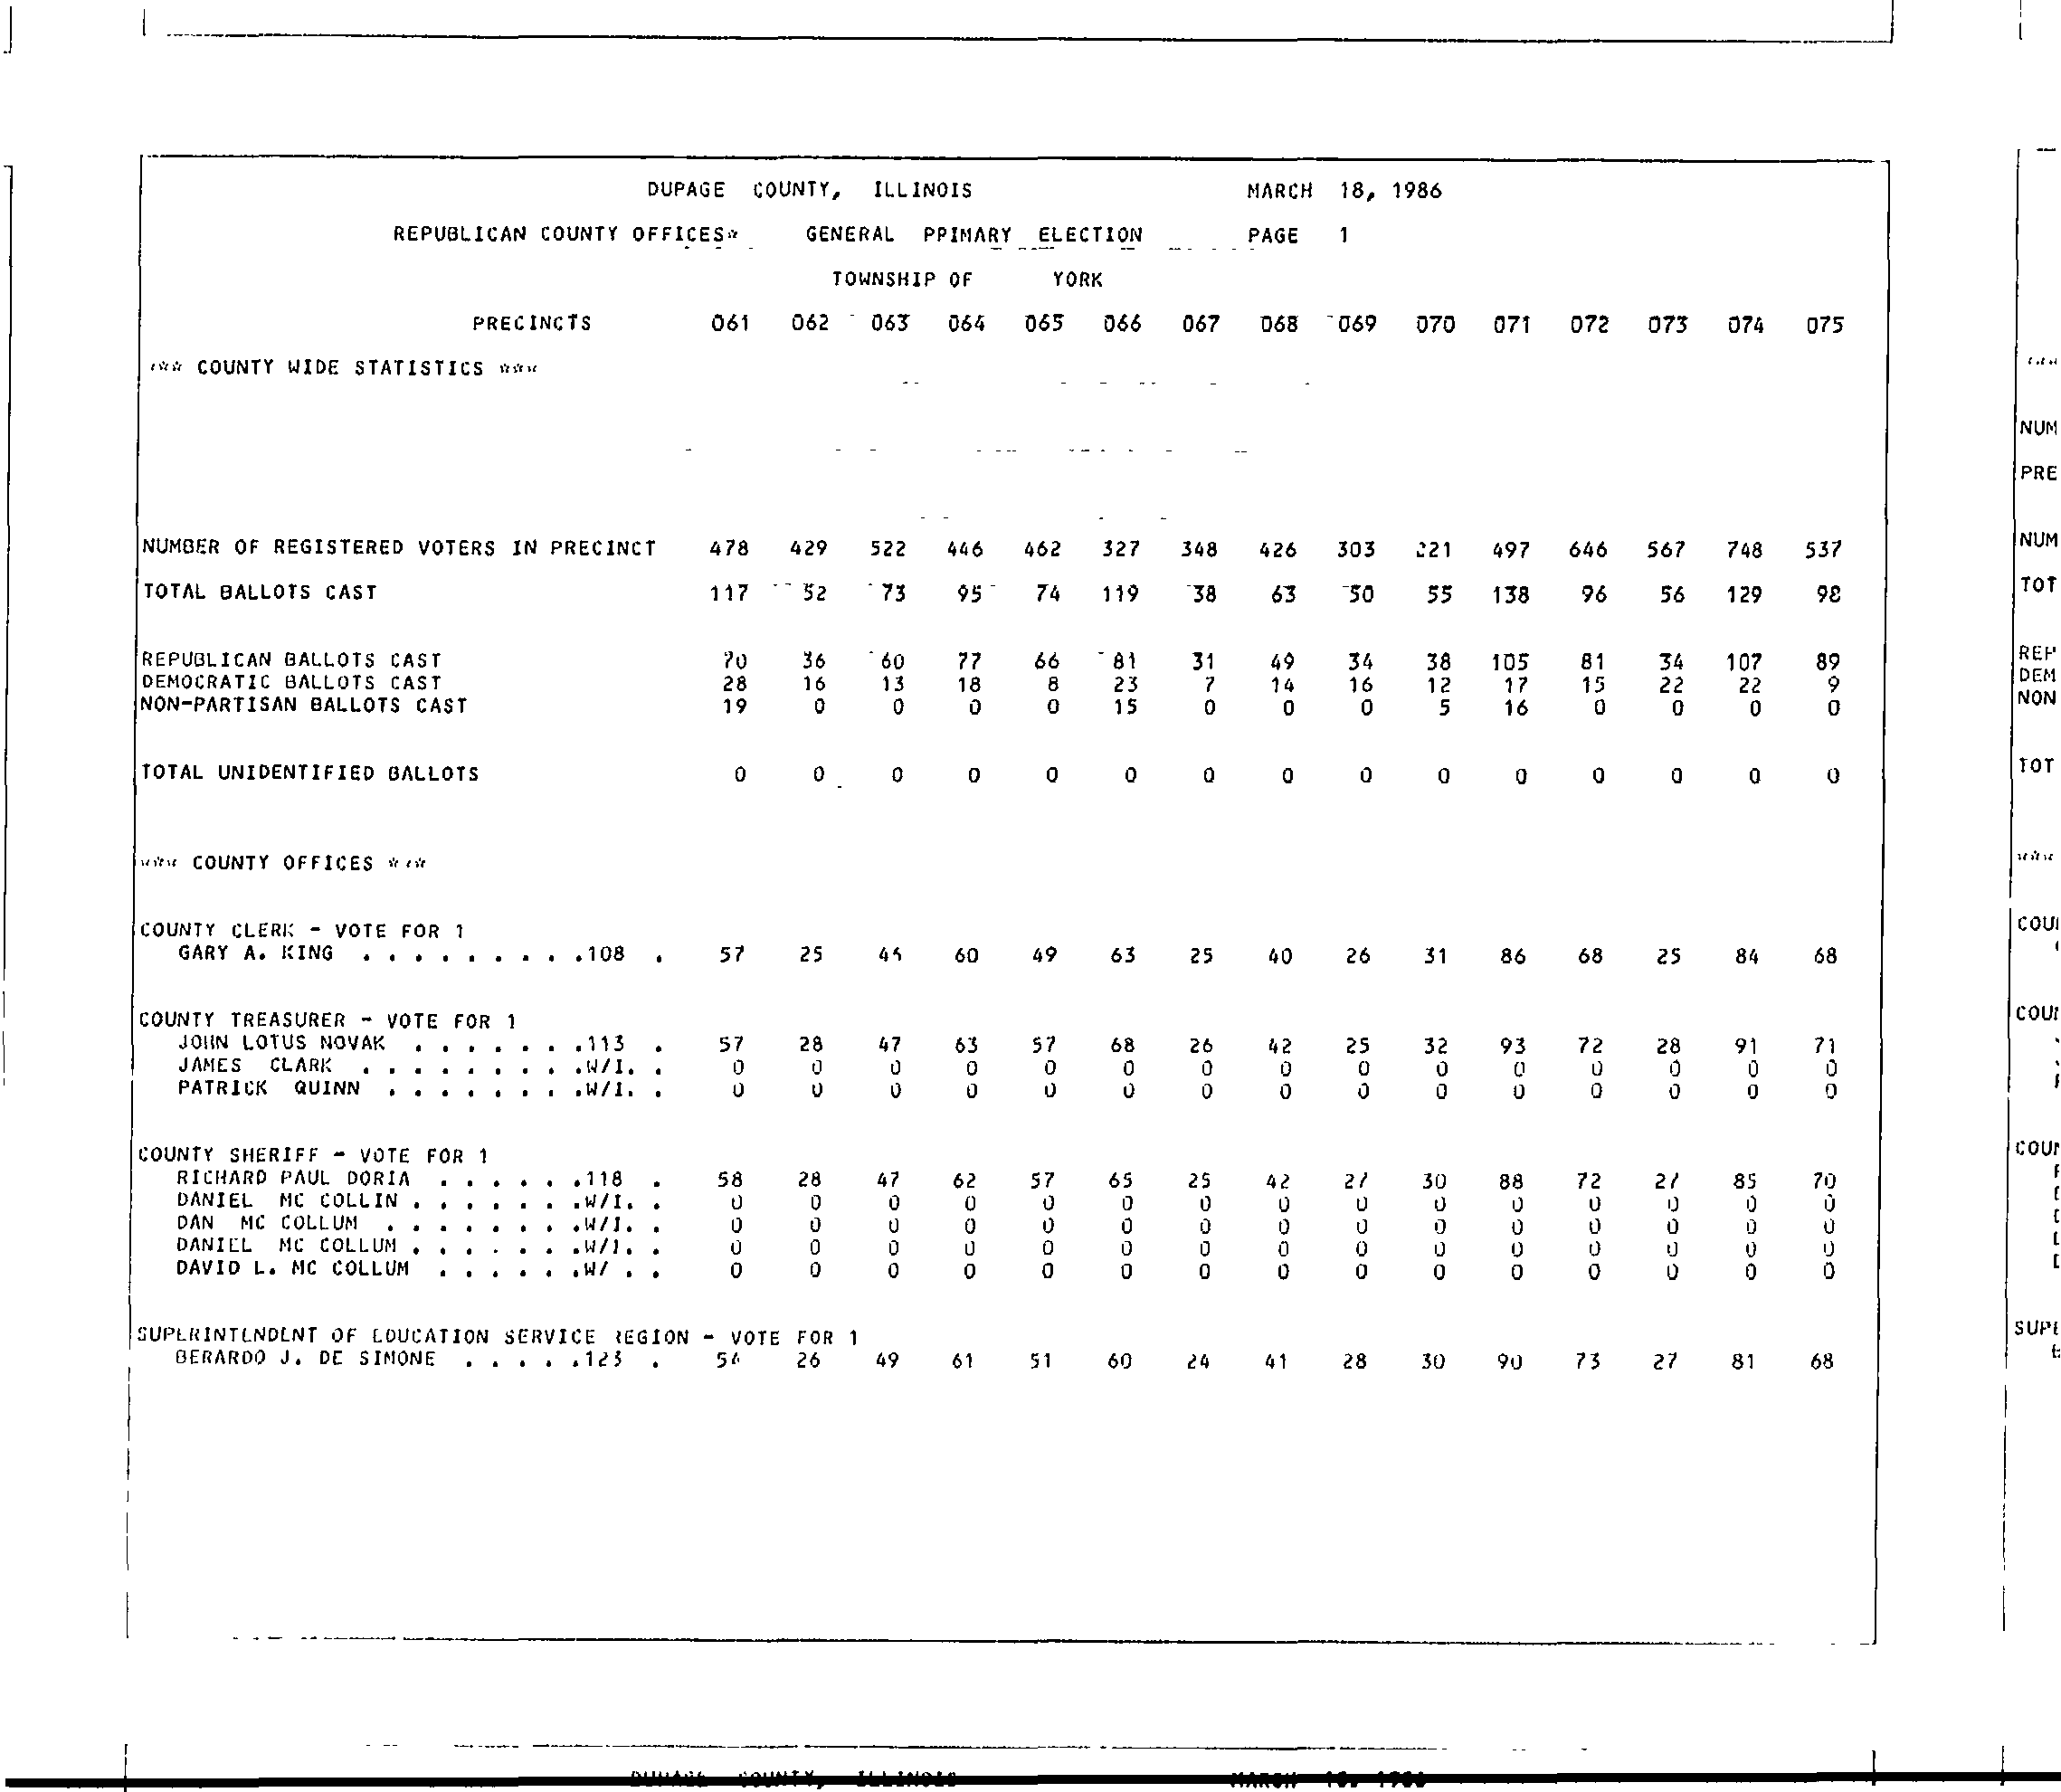 DUPAGE COUNTY, ILLINOIS MARCH 18, 1986
REPUBLICAN COUNTY OFFICES* GENERAL PPIMARY ELECTION PAGE 1
TOWNSHIP OF YORK
PRECINCTS 061 062 063 064 065 066 067 068 069 070 071 072 073 074 075
*** COUNTY WIDE STATISTICS ***
NUM
PRE
NUMBER OF REGISTERED VOTERS IN PRECINCT 478 429 522 446 462 327 348 426 303 221 497 646 567 748 537
NUM
TOTAL BALLOTS CAST 117 52 73 95 74 119 38 63 50 55 138 96 56 129 98
TOT
REPUBLICAN BALLOTS CAST 70 36 60 77 66 81 31 49 34 38 105 81 34 107 89
DEMOCRATIC BALLOTS CAST 28 16 13 18 8 23 7 14 16 12 17 15 22 22 9
DEM
NON-PARTISAN BALLOTS CAST 19 0 0 0 0 15 0 0 0 5 16 0 0 0 0
NON
TOTAL UNIDENTIFIED BALLOTS 0 0 0 0 0 0 0 0 0 0 0 0 0 0 0
TOT
*** COUNTY OFFICES ***
COUNTY CLERK - VOTE FOR 1
GARY A. KING . . . . . . . . .108 . 57 25 60 49 63 25 40 26 31 86 68 25 84 68
COUNTY TREASURER - VOTE FOR 1
JOHN LOTUS NOVAK . . . . . . .113 . 57 28 47 63 57 68 26 42 25 32 93 72 28 91 71
JAMES CLARK . . . . . . . . .W/I. . 0 0 0 0 0 0 0 0 0 0 0 0 0 0 0
PATRICK QUINN . . . . . . . .W/I. . 0 0 0 0 0 0 0 0 0 0 0 0 0 0 0
COUNTY SHERIFF - VOTE FOR 1
RICHARD PAUL DORIA . . . . . .118 . 58 28 47 62 57 65 25 42 27 30 88 72 27 85 70
DANIEL MC COLLIN . . . . . . .W/I. . 0 0 0 0 0 0 0 0 0 0 0 0 0 0 0
DAN MC COLLUM . . . . . . . .W/I. . 0 0 0 0 0 0 0 0 0 0 0 0 0 0 0
DANIEL MC COLLUM . . . . . . .W/I. . 0 0 0 0 0 0 0 0 0 0 0 0 0 0 0
DAVID L. MC COLLUM . . . . . .W/ . . 0 0 0 0 0 0 0 0 0 0 0 0 0 0 0
SUPERINTENDENT OF EDUCATION SERVICE REGION - VOTE FOR 1
BERARDO J. DE SIMONE . . . . .123 . 54 26 49 61 51 60 24 41 28 30 90 73 27 81 68
DUPAGE COUNTY, ILLINOIS MARCH 18, 1986